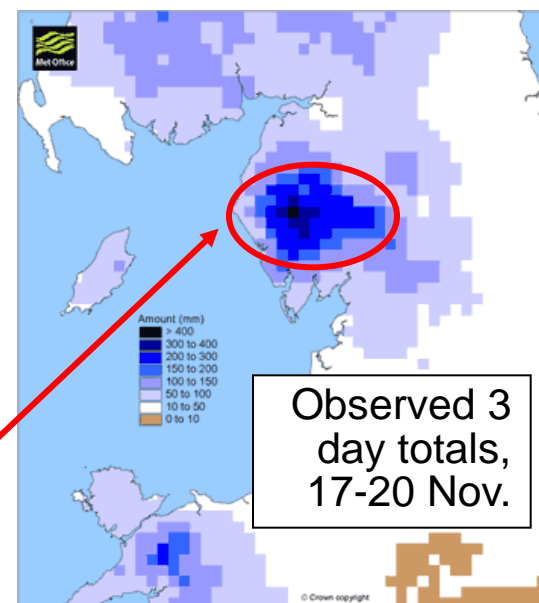 Met Office
Amount (mm)
> 400
300 to 400
200 to 300
150 to 200
100 to 150
50 to 100
10 to 50
0 to 10
Observed 3
day totals,
17-20 Nov.
© Crown copyright